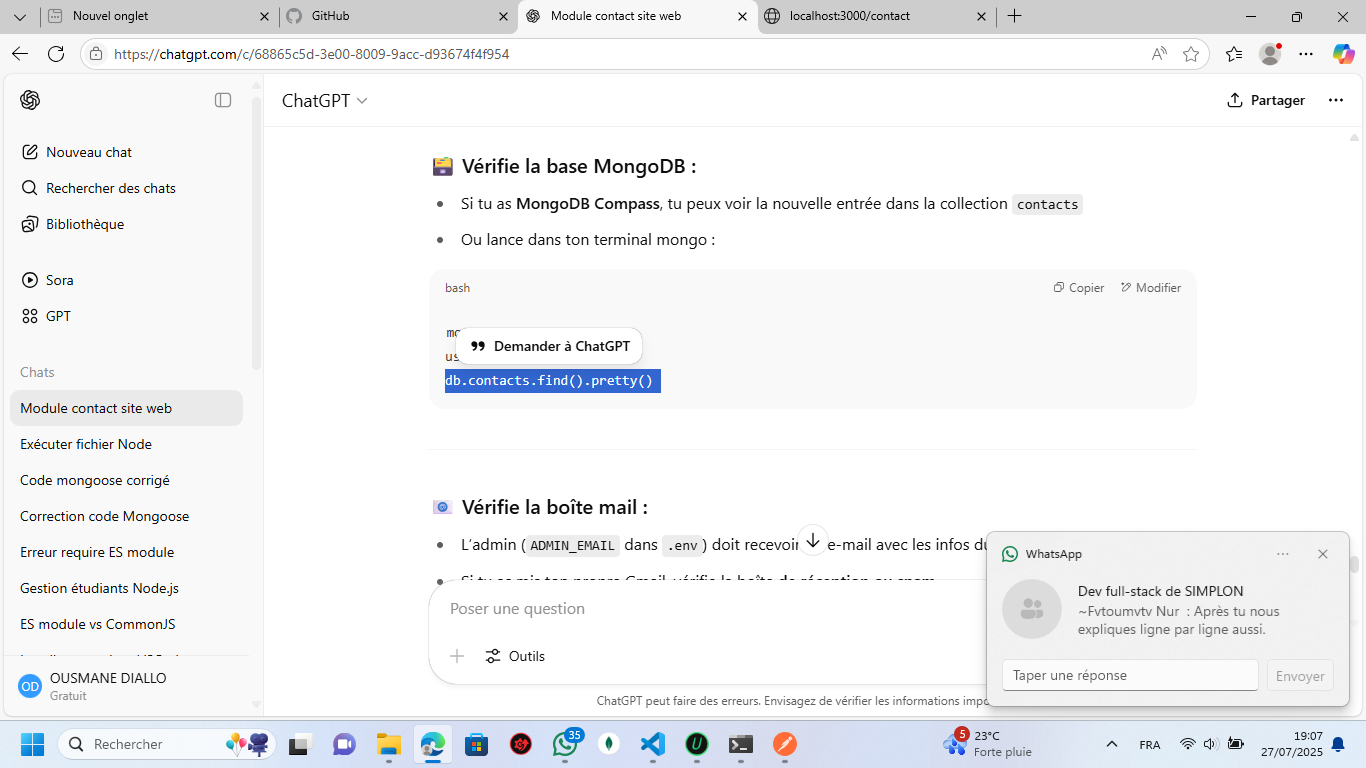 Nouvel onglet
GitHub
Module contact site web
localhost:3000/contact
https://chatgpt.com/c/68865c5d-3e00-8009-9acc-d93674f4f954
ChatGPT
Partager
Nouveau chat
Rechercher des chats
Bibliothèque
Sora
GPT
Chats
Module contact site web
Exécuter fichier Node
Code mongoose corrigé
Correction code Mongoose
Erreur require ES module
Gestion étudiants Node.js
ES module vs CommonJS
OD
OUSMANE DIALLO
Gratuit
Vérifie la base MongoDB :
• Si tu as MongoDB Compass, tu peux voir la nouvelle entrée dans la collection contacts
• Ou lance dans ton terminal mongo :
bash
Copier
Modifier
Demander à ChatGPT
db.contacts.find().pretty()
Vérifie la boîte mail :
• L'admin (ADMIN_EMAIL dans .env) doit recevoir e-mail avec les infos du
• Si tu as mis ton propre Gmail, vérifie la boîte de réception ou spam
Poser une question
Outils
ChatGPT peut faire des erreurs. Envisagez de vérifier les informations
WhatsApp
Dev full-stack de SIMPLON
~Fvtoumvtv Nur : Après tu nous
expliques ligne par ligne aussi.
Taper une réponse
Envoyer
Rechercher
35
5
23°C
Forte pluie
FRA
19:07
27/07/2025